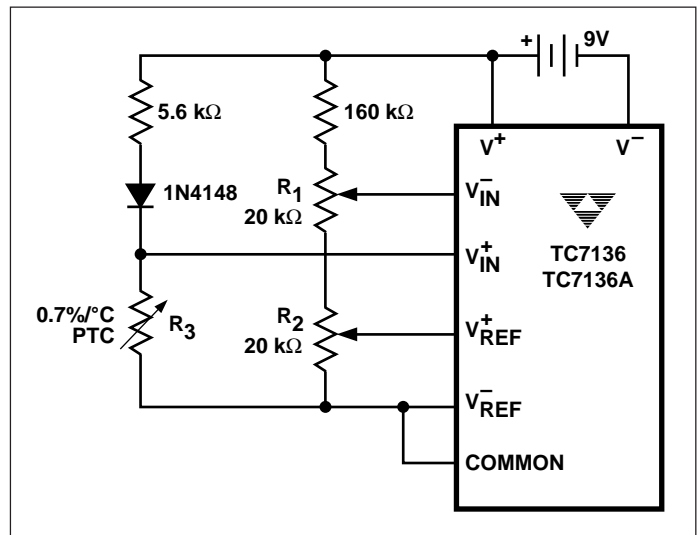 + 9V
5.6 kΩ
160 kΩ
V+
V–
1N4148
R1
20 kΩ
V–IN
V+IN
TC7136
TC7136A
0.7%/°C
PTC
R3
R2
20 kΩ
V+REF
V–REF
COMMON